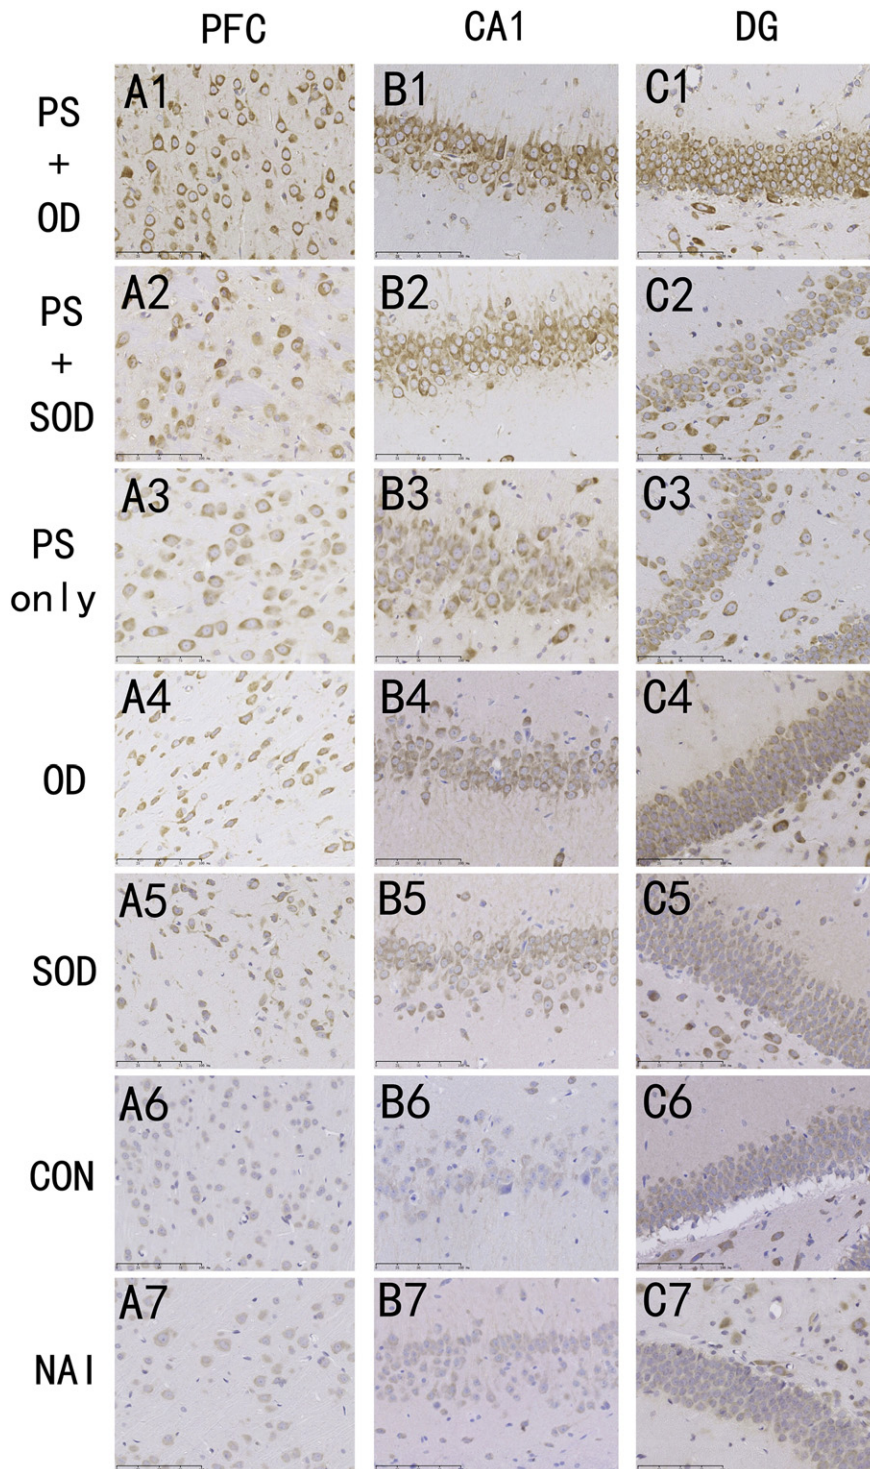 PFC CA1 DG
PS
+
OD
A1 B1 C1
PS
+
SOD
A2 B2 C2
PS
only
A3 B3 C3
OD
A4 B4 C4
SOD
A5 B5 C5
CON
A6 B6 C6
NAI
A7 B7 C7